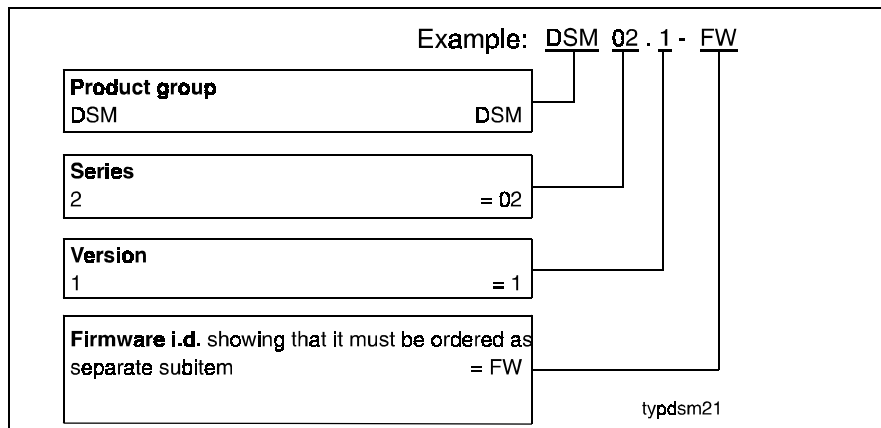 Example: DSM 02 . 1 - FW
Product group
DSM DSM
Series
2 = 02
Version
1 = 1
Firmware i.d. showing that it must be ordered as
separate subitem = FW
typdsm21